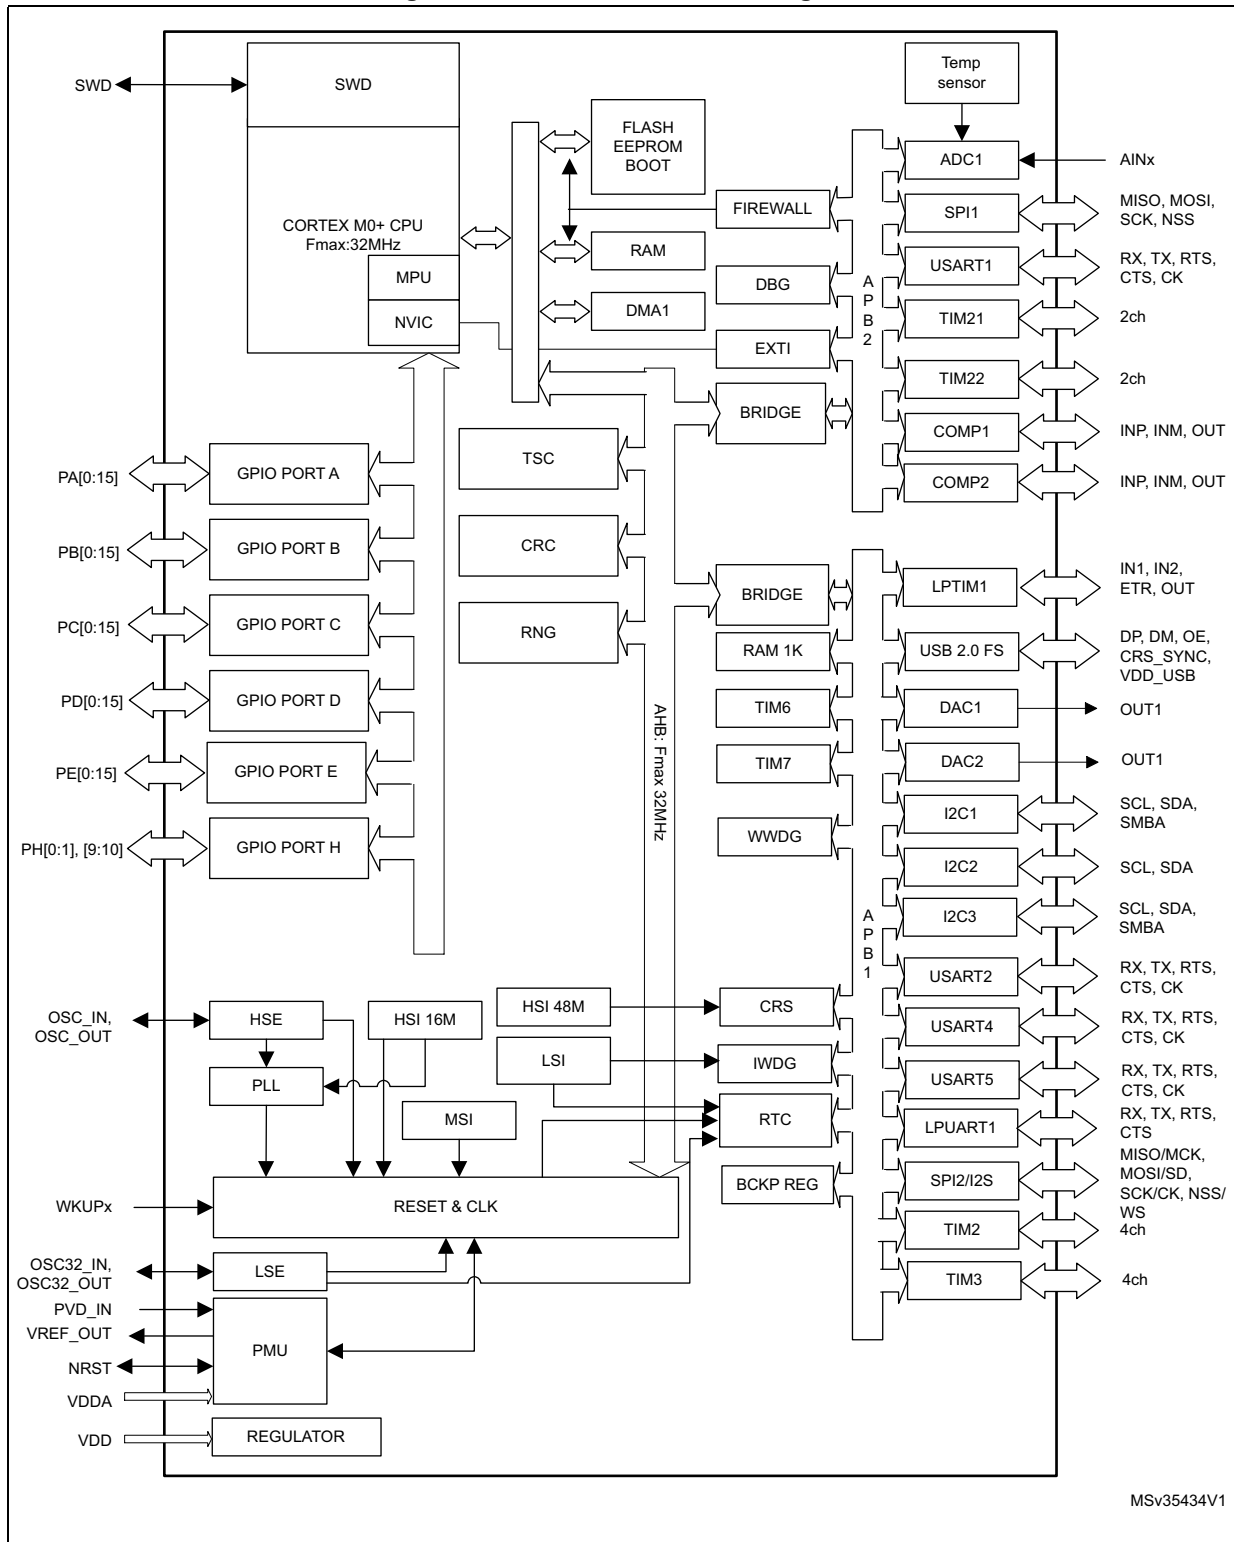 SWD
SWD
CORTEX M0+ CPU
Fmax:32MHz
MPU
NVIC
FLASH
EEPROM
BOOT
RAM
DMA1
FIREWALL
DBG
EXTI
BRIDGE
A
P
B
2
Temp
sensor
ADC1
AINx
SPI1
MISO, MOSI,
SCK, NSS
USART1
RX, TX, RTS,
CTS, CK
TIM21
2ch
TIM22
2ch
COMP1
INP, INM, OUT
COMP2
INP, INM, OUT
PA[0:15]
GPIO PORT A
PB[0:15]
GPIO PORT B
PC[0:15]
GPIO PORT C
PD[0:15]
GPIO PORT D
PE[0:15]
GPIO PORT E
PH[0:1], [9:10]
GPIO PORT H
TSC
CRC
RNG
AHB: Fmax 32MHz
BRIDGE
RAM 1K
TIM6
TIM7
WWDG
A
P
B
1
LPTIM1
IN1, IN2,
ETR, OUT
USB 2.0 FS
DP, DM, OE,
CRS_SYNC,
VDD_USB
DAC1
OUT1
DAC2
OUT1
I2C1
SCL, SDA,
SMBA
I2C2
SCL, SDA
I2C3
SCL, SDA,
SMBA
USART2
RX, TX, RTS,
CTS, CK
USART4
RX, TX, RTS,
CTS, CK
USART5
RX, TX, RTS,
CTS, CK
LPUART1
RX, TX, RTS,
CTS
SPI2/I2S
MISO/MCK,
MOSI/SD,
SCK/CK, NSS/
WS
TIM2
4ch
TIM3
4ch
OSC_IN,
OSC_OUT
HSE
HSI 16M
PLL
MSI
HSI 48M
CRS
LSI
IWDG
RTC
BCKP REG
WKUPx
RESET & CLK
OSC32_IN,
OSC32_OUT
LSE
PVD_IN
VREF_OUT
NRST
VDDA
PMU
VDD
REGULATOR
MSv35434V1